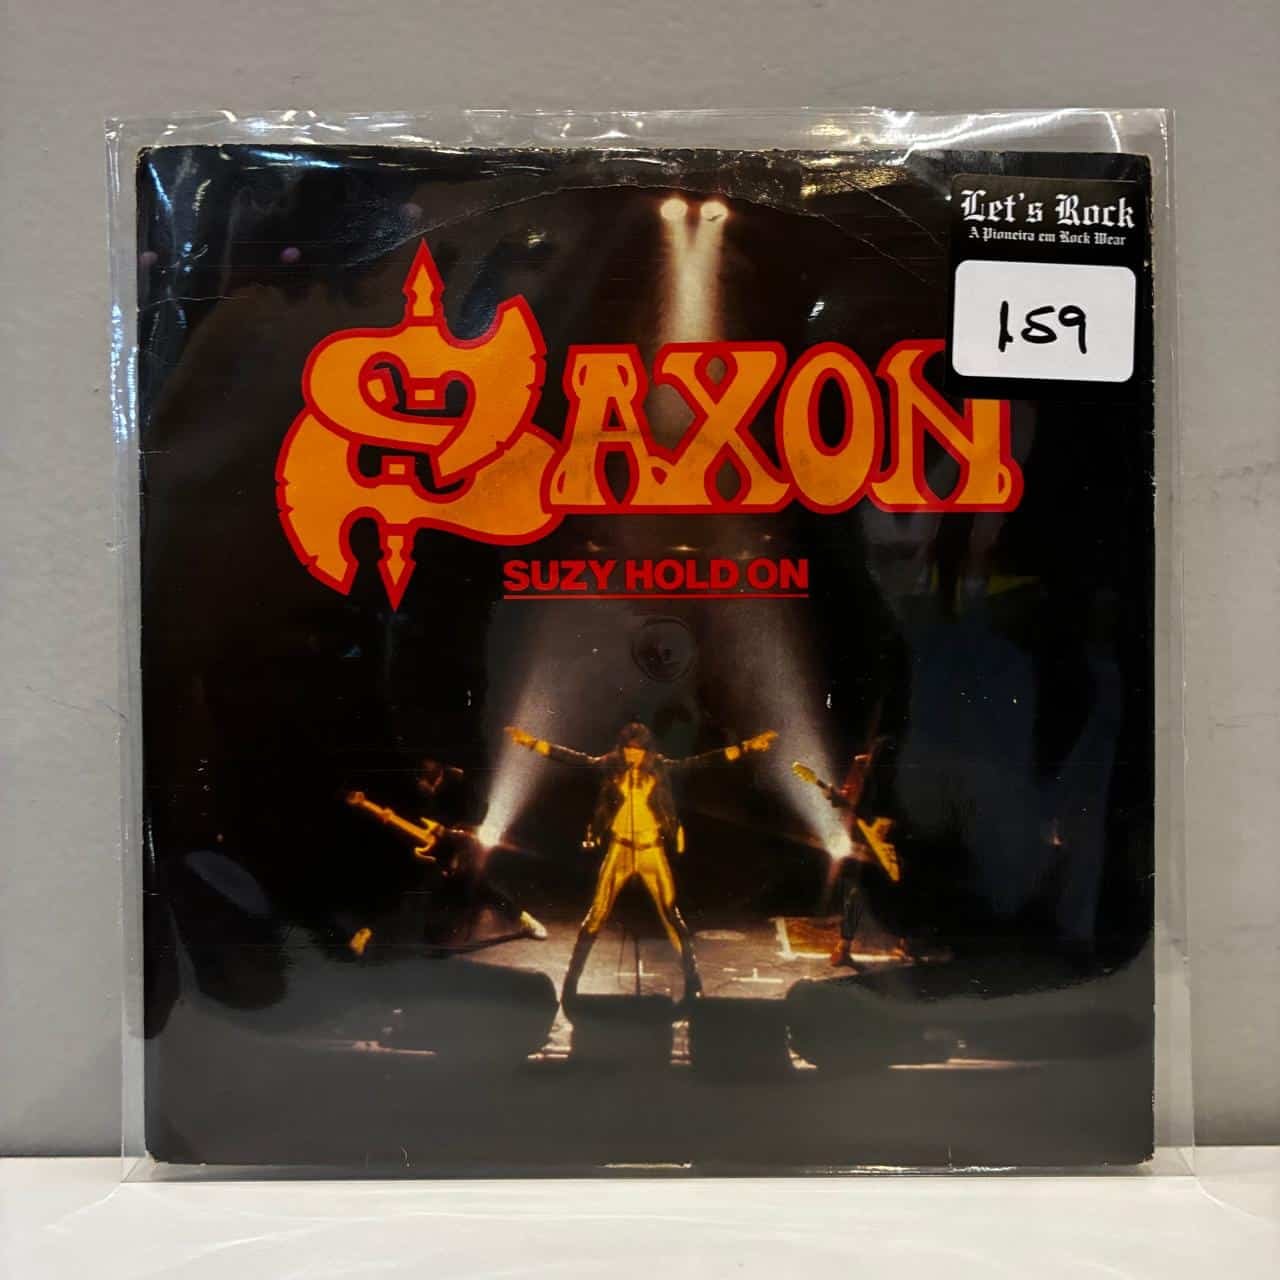 Let's Rock
A Pioneira em Rock Wear
159
SAXON
SUZY HOLD ON